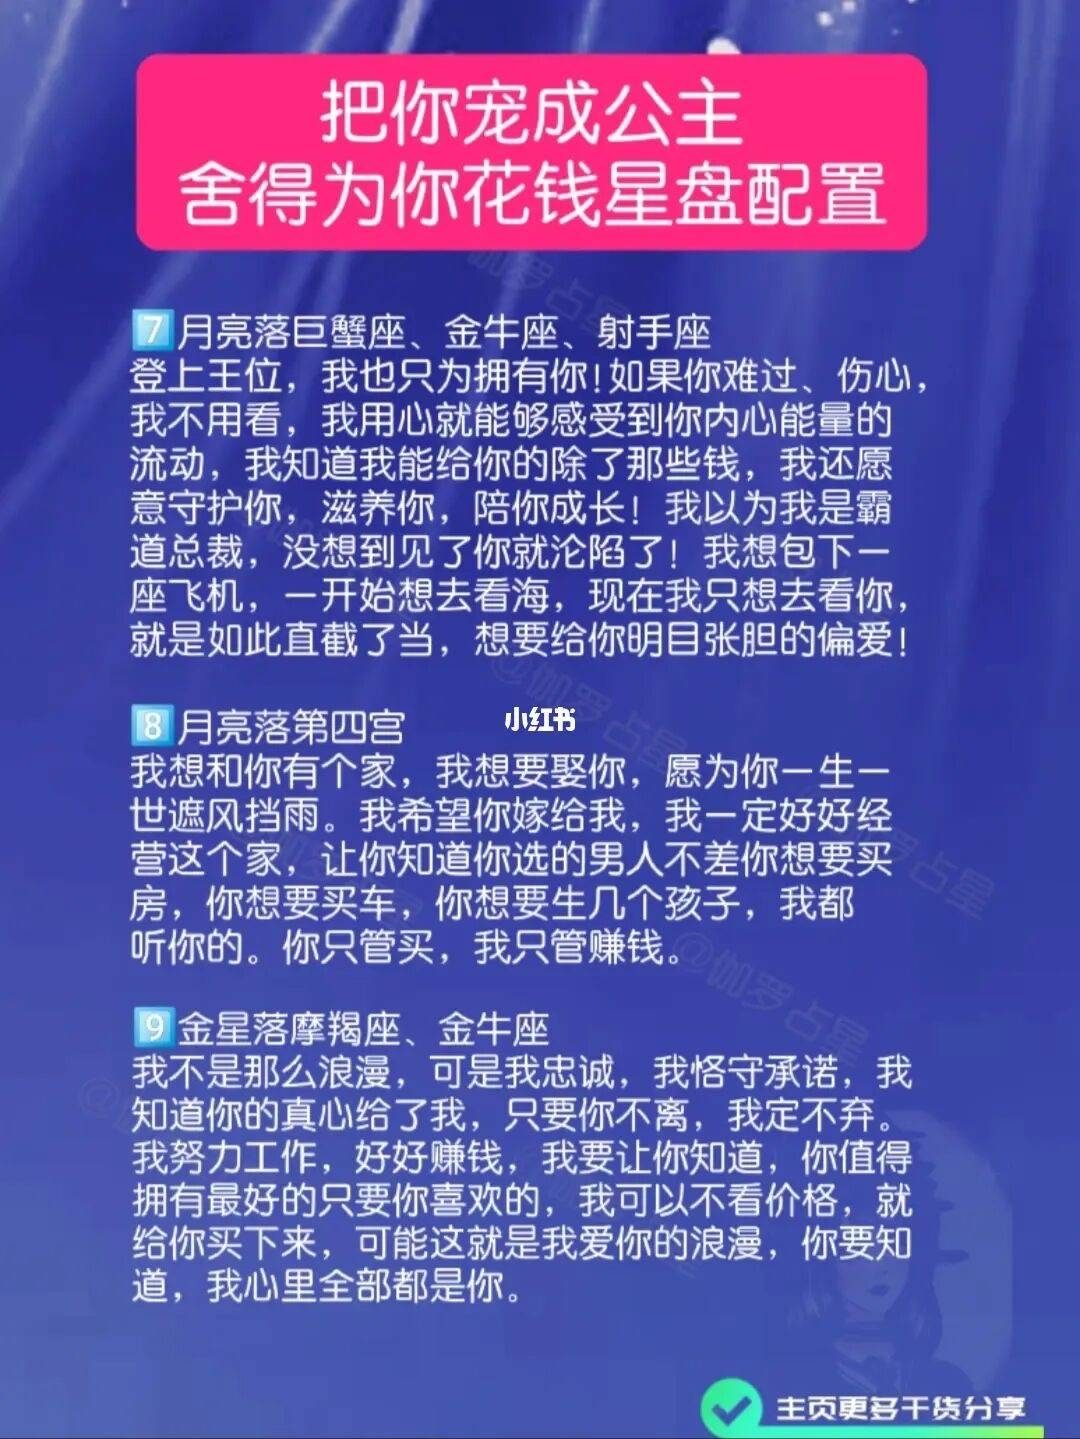 把你宠成公主
舍得为你花钱星盘配置
7月亮落巨蟹座、金牛座、射手座
登上王位，我也只为拥有你!如果你难过、伤心，
我不用看，我用心就能够感受到你内心能量的
流动，我知道我能给你的除了那些钱，我还愿
意守护你，滋养你，陪你成长！我以为我是霸
道总裁，没想到见了你就沦陷了！我想包下一
座飞机，一开始想去看海，现在我只想去看你，
就是如此直截了当，想要给你明目张胆的偏爱！
8月亮落第四宫
小红书
我想和你有个家，我想要娶你，愿为你一生一
世遮风挡雨。我希望你嫁给我，我一定好好经
营这个家，让你知道你选的男人不差你想要买
房，你想要买车，你想要生几个孩子，我都
听你的。你只管买，我只管赚钱。
9金星落摩羯座、金牛座
我不是那么浪漫，可是我忠诚，我恪守承诺，我
知道你的真心给了我，只要你不离，我定不弃。
我努力工作，好好赚钱，我要让你知道，你值得
拥有最好的只要你喜欢的，我可以不看价格，就
给你买下来，可能这就是我爱你的浪漫，你要知
道，我心里全部都是你。
@伽罗占星
主页更多干货分享